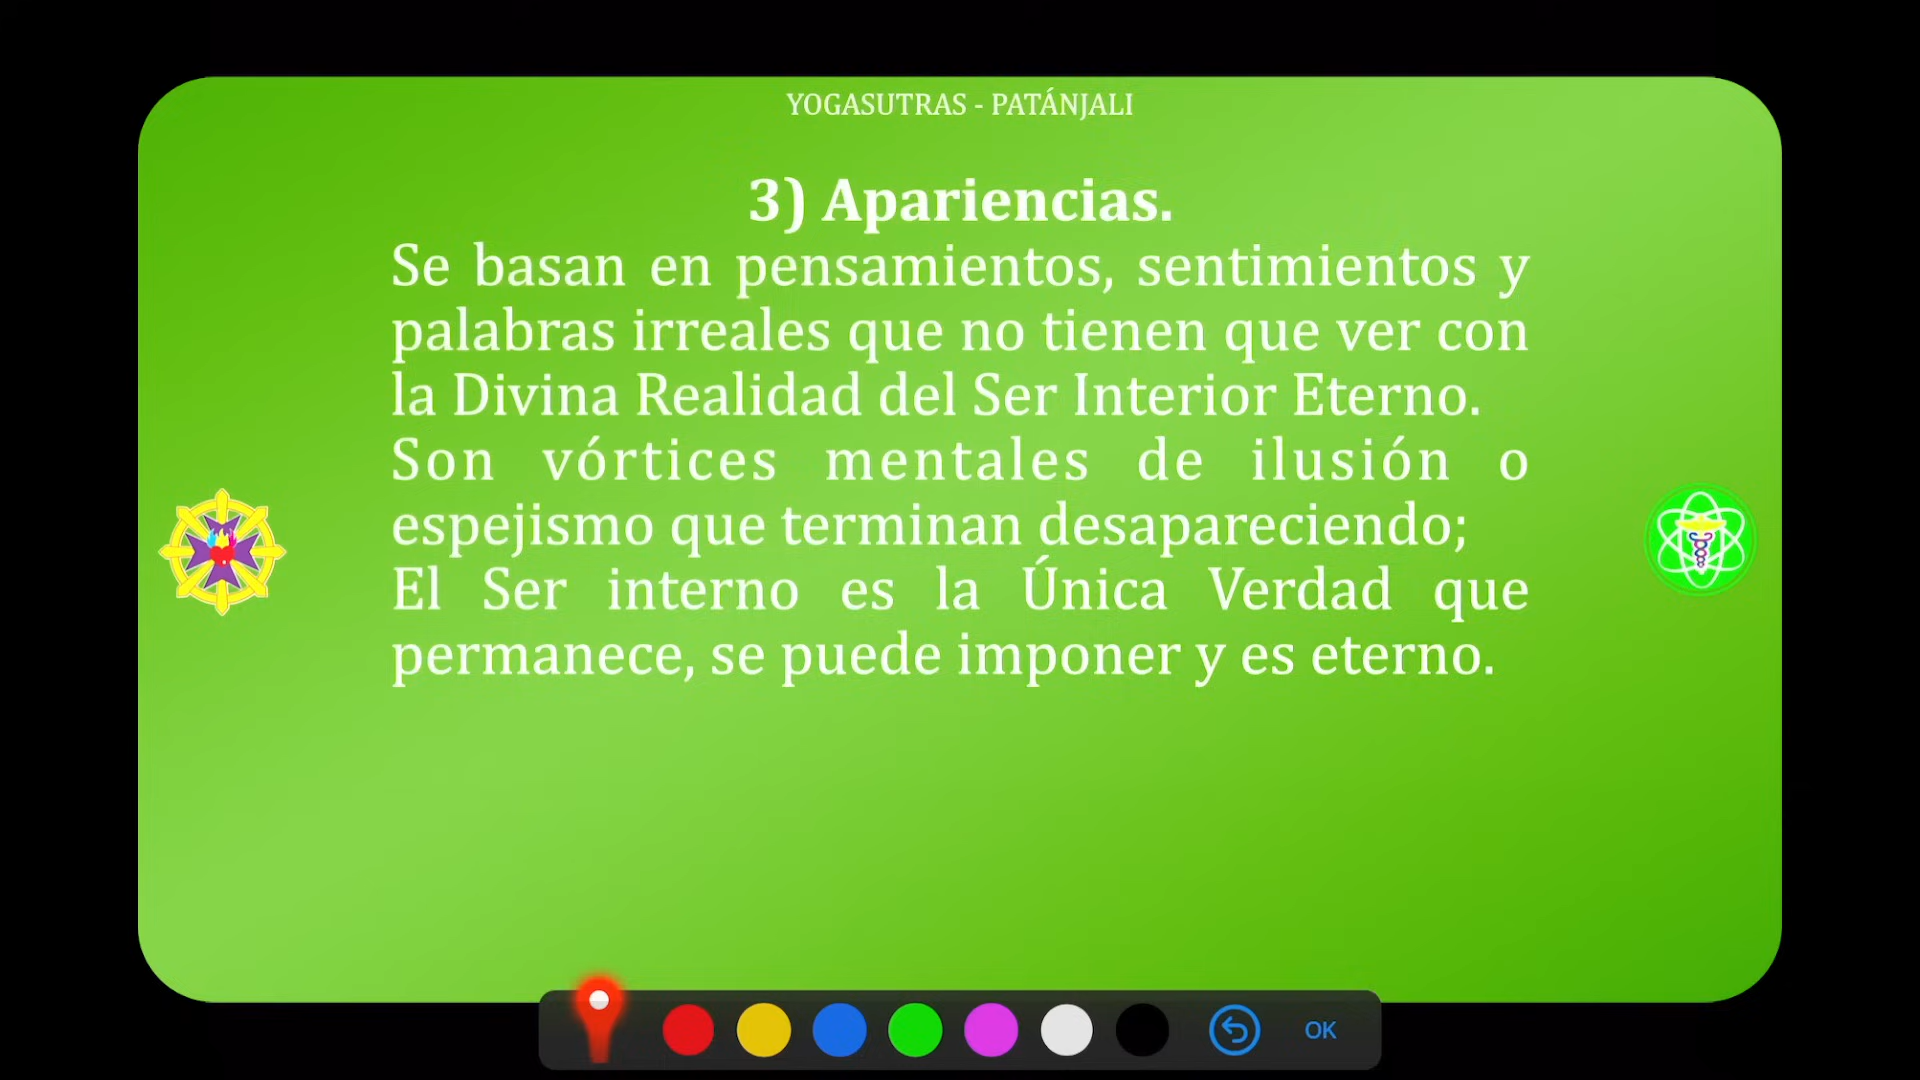 YOGASUTRAS - PATÁNJALI
3) Apariencias.
Se basan en pensamientos, sentimientos y
palabras irreales que no tienen que ver con
la Divina Realidad del Ser Interior Eterno.
Son vórtices mentales de ilusión o
espejismo que terminan desapareciendo;
El Ser interno es la Única Verdad que
permanece, se puede imponer y es eterno.
OK